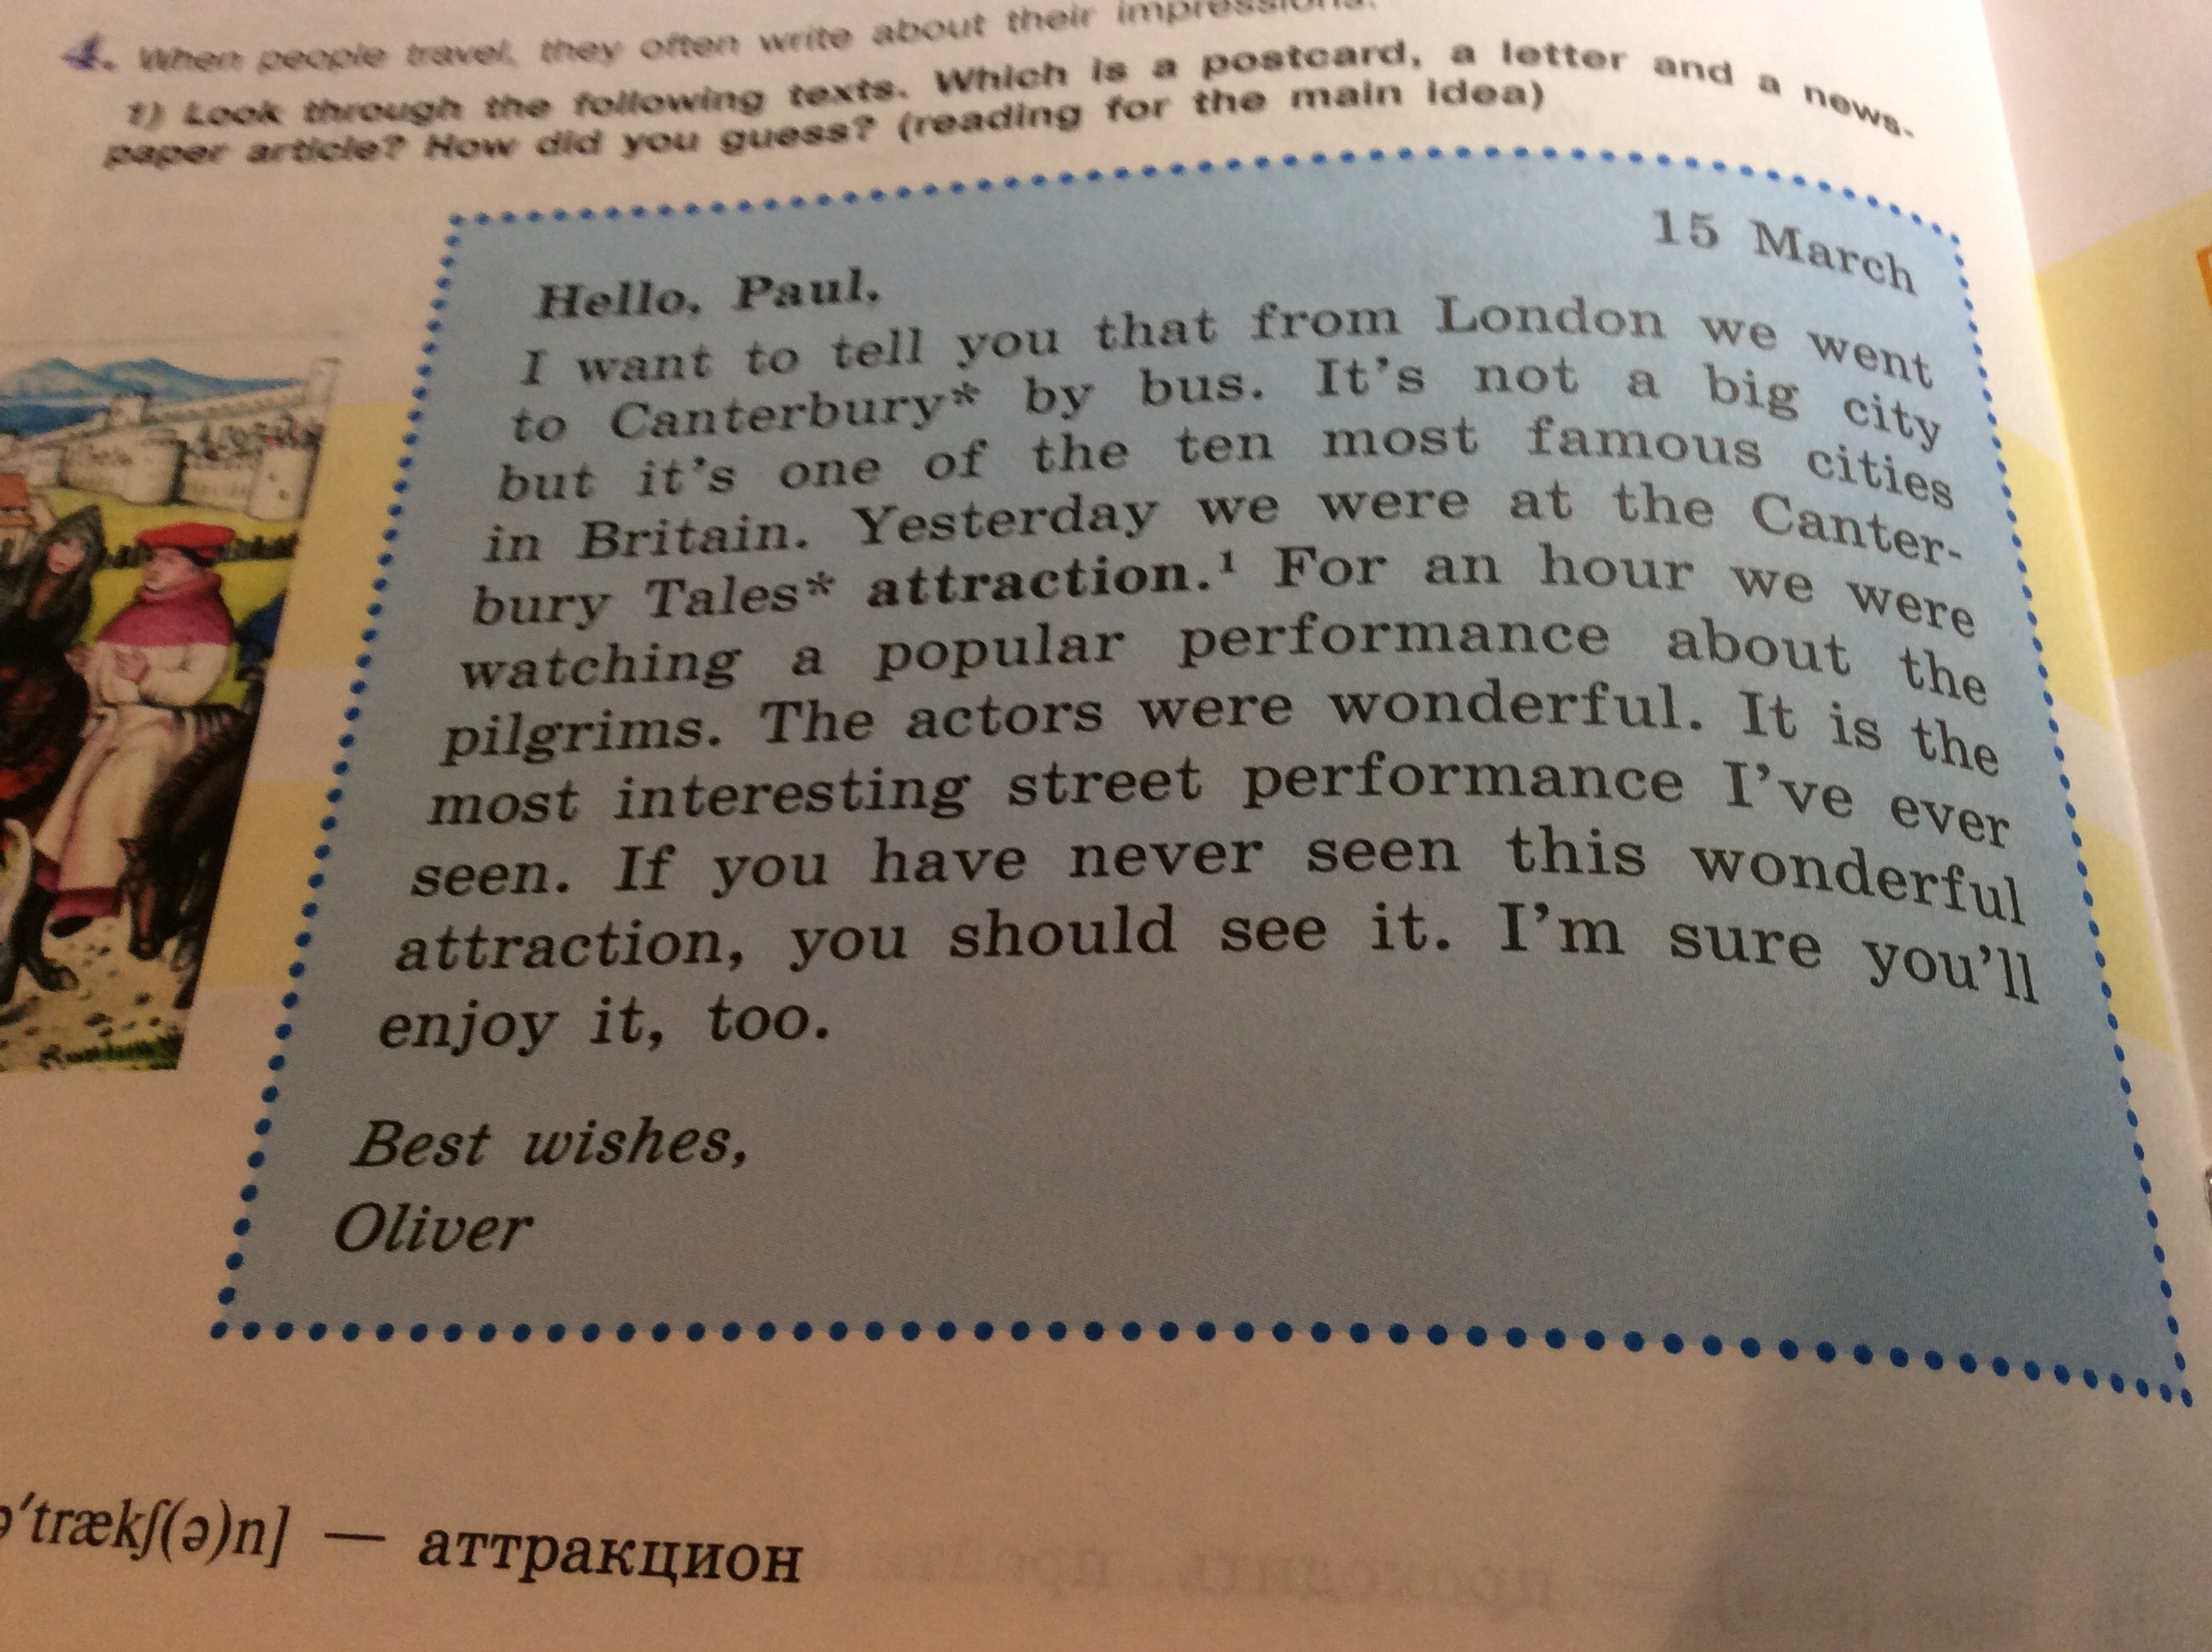 4. When people travel, they often write about their impressions.
1) Look through the following texts. Which is a postcard, a letter and a news-
paper article? How did you guess? (reading for the main idea)
15 March
Hello, Paul,
I want to tell you that from London we went
to Canterbury* by bus. It's not a big city
but it's one of the ten most famous cities
in Britain. Yesterday we were at the Canter-
bury Tales* attraction.¹ For an hour we were
watching a popular performance about the
pilgrims. The actors were wonderful. It is the
most interesting street performance I've ever
seen. If you have never seen this wonderful
attraction, you should see it. I'm sure you'll
enjoy it, too.
Best wishes,
Oliver
ə'trækʃ(ə)n] — аттракцион